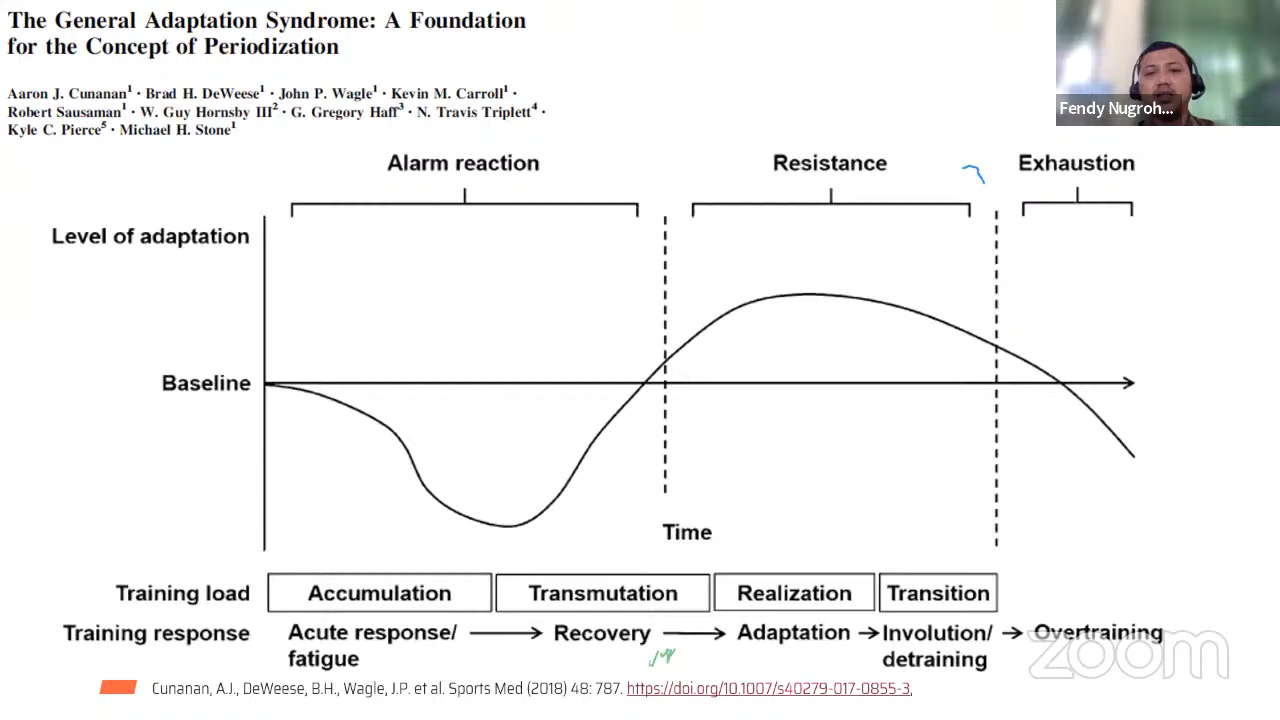 The General Adaptation Syndrome: A Foundation
for the Concept of Periodization
Aaron J. Cunanan¹ · Brad H. DeWeese¹ · John P. Wagle¹ · Kevin M. Carroll¹ ·
Robert Sausaman¹ · W. Guy Hornsby III² · G. Gregory Haff³ · N. Travis Triplett⁴ ·
Kyle C. Pierce⁵ · Michael H. Stone¹
Fendy Nugroh...
Alarm reaction
Resistance
Exhaustion
Level of adaptation
Baseline
Time
Training load
Accumulation
Transmutation
Realization
Transition
Training response
Acute response/
fatigue
Recovery
Adaptation
Involution/
detraining
Overtraining
zoom
Cunanan, A.J., DeWeese, B.H., Wagle, J.P. et al. Sports Med (2018) 48: 787. https://doi.org/10.1007/s40279-017-0855-3,